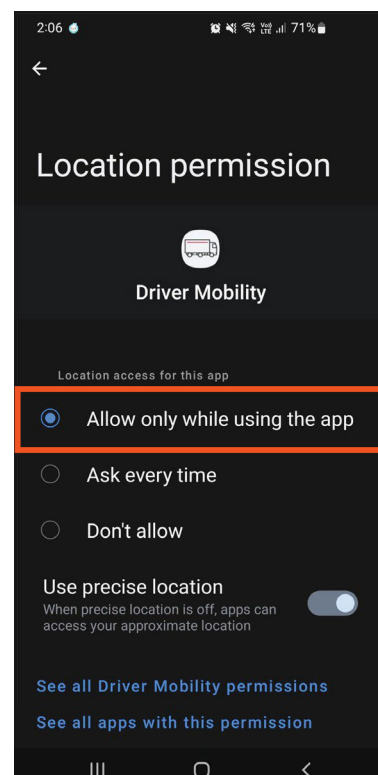 2:06 Vo) LTE 71%
Location permission
Driver Mobility
Location access for this app
Allow only while using the app
Ask every time
Don't allow
Use precise location
When precise location is off, apps can
access your approximate location
See all Driver Mobility permissions
See all apps with this permission